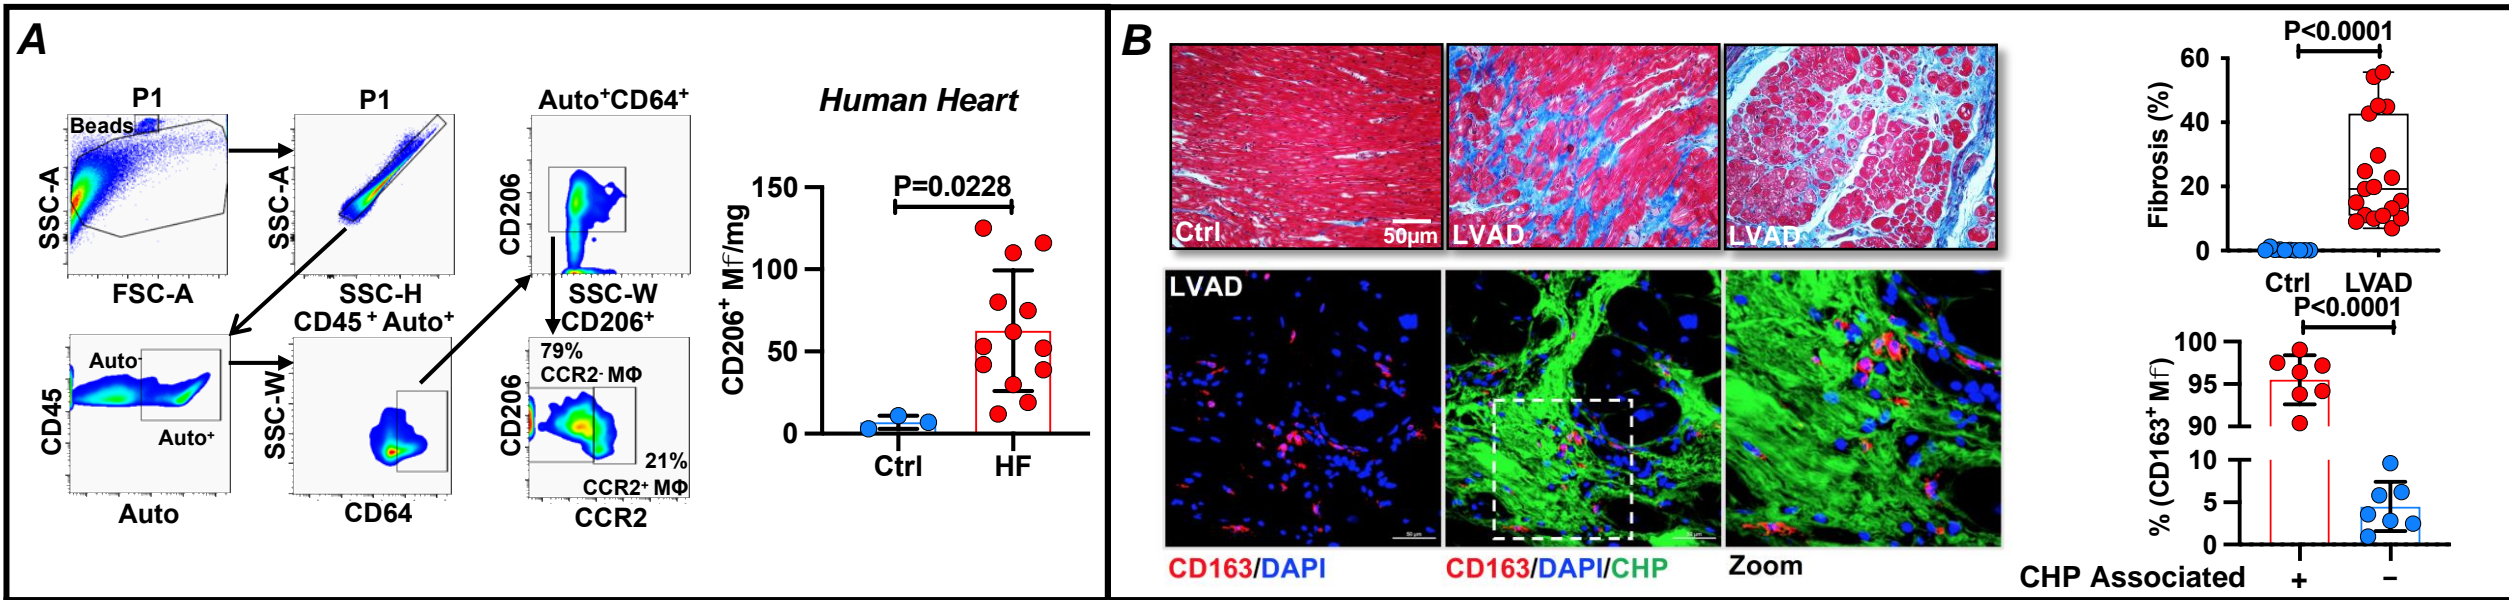 A
P1
Beads
SSC-A
FSC-A
P1
SSC-A
SSC-H
Auto⁺CD64⁺
CD206
SSC-W
Auto⁻
Auto⁺
CD45
Auto
CD45⁺Auto⁺
SSC-W
CD64
CD206⁺
79%
CCR2⁻ MΦ
21%
CCR2⁺ MΦ
CD206
CCR2
Human Heart
P=0.0228
150
100
50
0
CD206⁺ Mf/mg
Ctrl HF
B
Ctrl
50μm
LVAD
LVAD
LVAD
50 μm
CD163/DAPI
CD163/DAPI/CHP
Zoom
P<0.0001
60
40
20
0
Fibrosis (%)
Ctrl LVAD
P<0.0001
100
95
90
10
5
0
% (CD163⁺ Mf)
CHP Associated + −